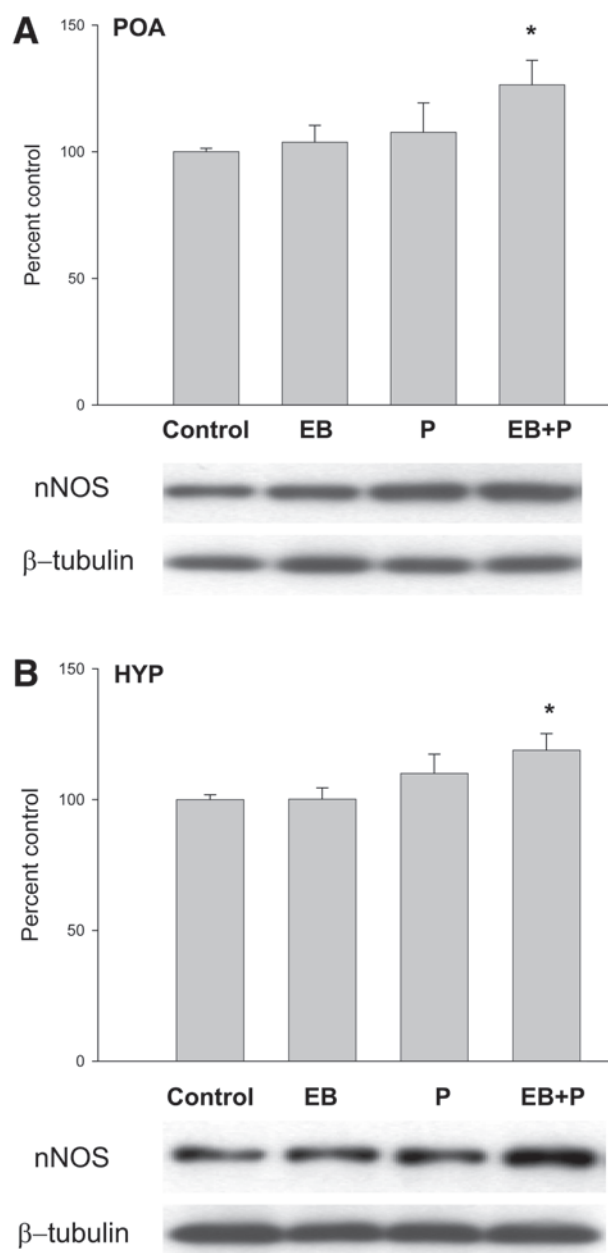 A POA
*
150
100
50
0
Percent control
Control EB P EB+P
nNOS
β–tubulin
B HYP
*
150
100
50
0
Percent control
Control EB P EB+P
nNOS
β–tubulin